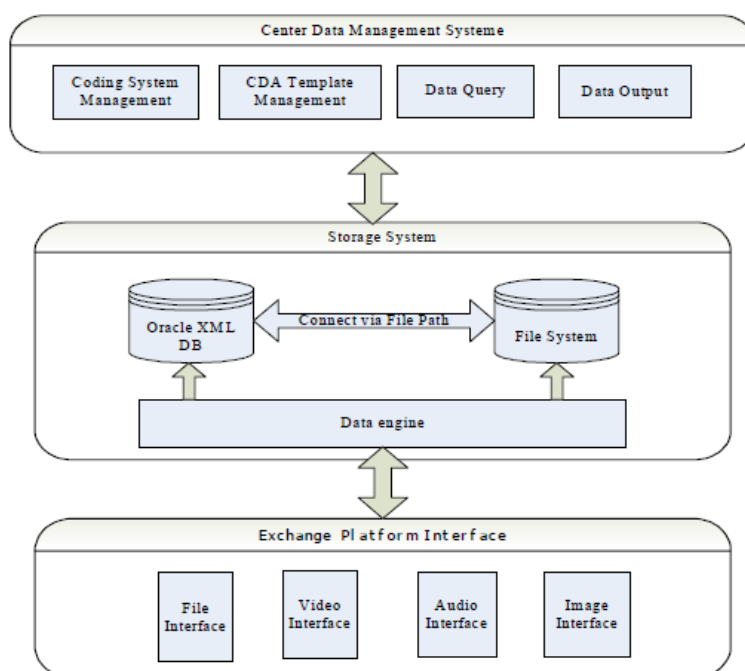 Center Data Management Systeme
Coding System
Management
CDA Template
Management
Data Query
Data Output
Storage System
Oracle XML
DB
Connect via File Path
File System
Data engine
Exchange Platform Interface
File
Interface
Video
Interface
Audio
Interface
Image
Interface